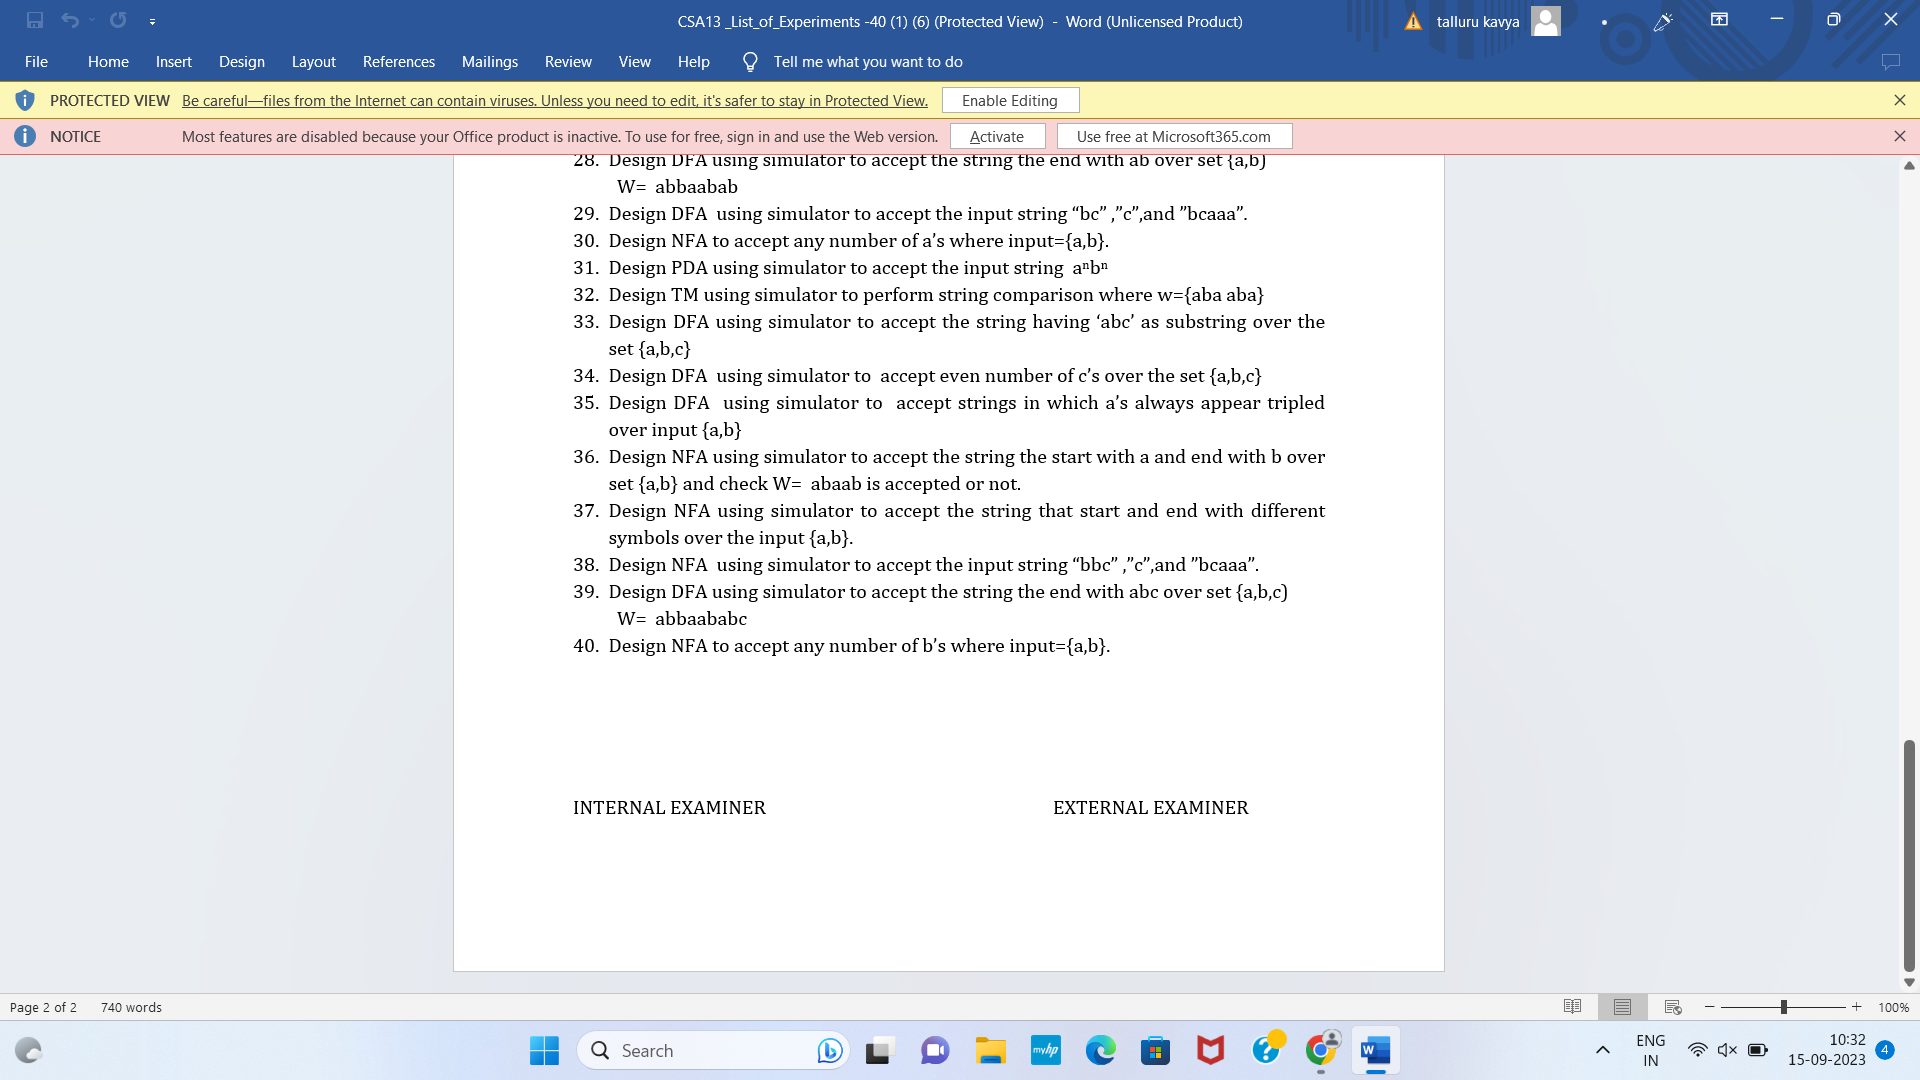 CSA13 _List_of_Experiments -40 (1) (6) (Protected View) - Word (Unlicensed Product)
talluru kavya
File Home Insert Design Layout References Mailings Review View Help Tell me what you want to do
PROTECTED VIEW Be careful—files from the Internet can contain viruses. Unless you need to edit, it's safer to stay in Protected View. Enable Editing
NOTICE Most features are disabled because your Office product is inactive. To use for free, sign in and use the Web version. Activate Use free at Microsoft365.com
28. Design DFA using simulator to accept the string the end with ab over set {a,b)
W= abbaabab
29. Design DFA using simulator to accept the input string “bc” ,”c”,and ”bcaaa”.
30. Design NFA to accept any number of a’s where input={a,b}.
31. Design PDA using simulator to accept the input string aⁿbⁿ
32. Design TM using simulator to perform string comparison where w={aba aba}
33. Design DFA using simulator to accept the string having ‘abc’ as substring over the
set {a,b,c}
34. Design DFA using simulator to accept even number of c’s over the set {a,b,c}
35. Design DFA using simulator to accept strings in which a’s always appear tripled
over input {a,b}
36. Design NFA using simulator to accept the string the start with a and end with b over
set {a,b} and check W= abaab is accepted or not.
37. Design NFA using simulator to accept the string that start and end with different
symbols over the input {a,b}.
38. Design NFA using simulator to accept the input string “bbc” ,”c”,and ”bcaaa”.
39. Design DFA using simulator to accept the string the end with abc over set {a,b,c)
W= abbaababc
40. Design NFA to accept any number of b’s where input={a,b}.
INTERNAL EXAMINER EXTERNAL EXAMINER
Page 2 of 2 740 words 100%
Search
myhp
ENG
IN
10:32
15-09-2023
4